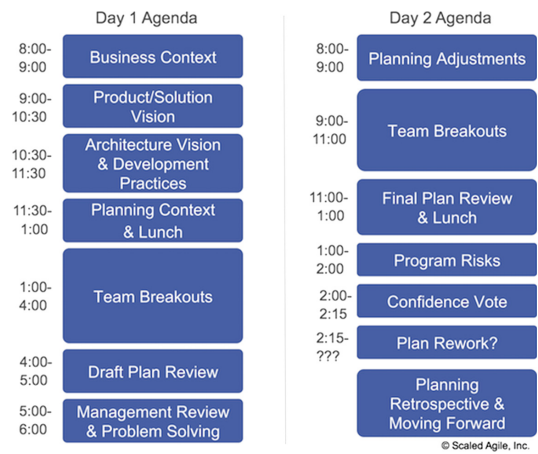 Day 1 Agenda
8:00-
9:00
Business Context
9:00-
10:30
Product/Solution
Vision
10:30-
11:30
Architecture Vision
& Development
Practices
11:30-
1:00
Planning Context
& Lunch
1:00-
4:00
Team Breakouts
4:00-
5:00
Draft Plan Review
5:00-
6:00
Management Review
& Problem Solving
Day 2 Agenda
8:00-
9:00
Planning Adjustments
9:00-
11:00
Team Breakouts
11:00-
1:00
Final Plan Review
& Lunch
1:00-
2:00
Program Risks
2:00-
2:15
Confidence Vote
2:15-
???
Plan Rework?
Planning
Retrospective &
Moving Forward
© Scaled Agile, Inc.